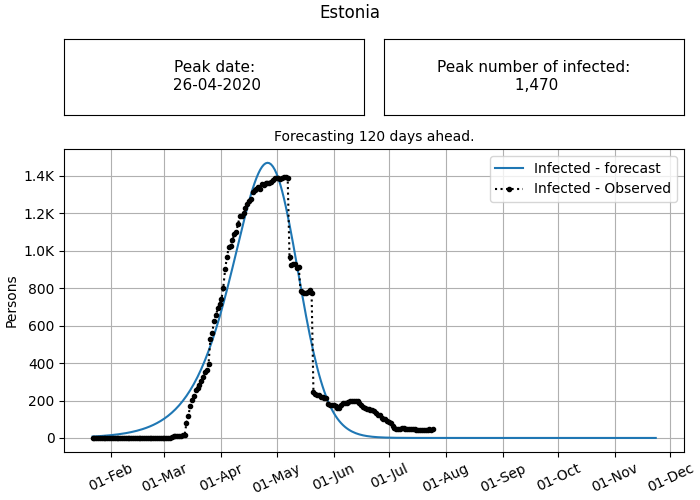 Estonia
Peak date:
26-04-2020
Peak number of infected:
1,470
Forecasting 120 days ahead.
Infected - forecast
Infected - Observed
Persons
1.4K
1.2K
1.0K
800
600
400
200
0
01-Feb
01-Mar
01-Apr
01-May
01-Jun
01-Jul
01-Aug
01-Sep
01-Oct
01-Nov
01-Dec